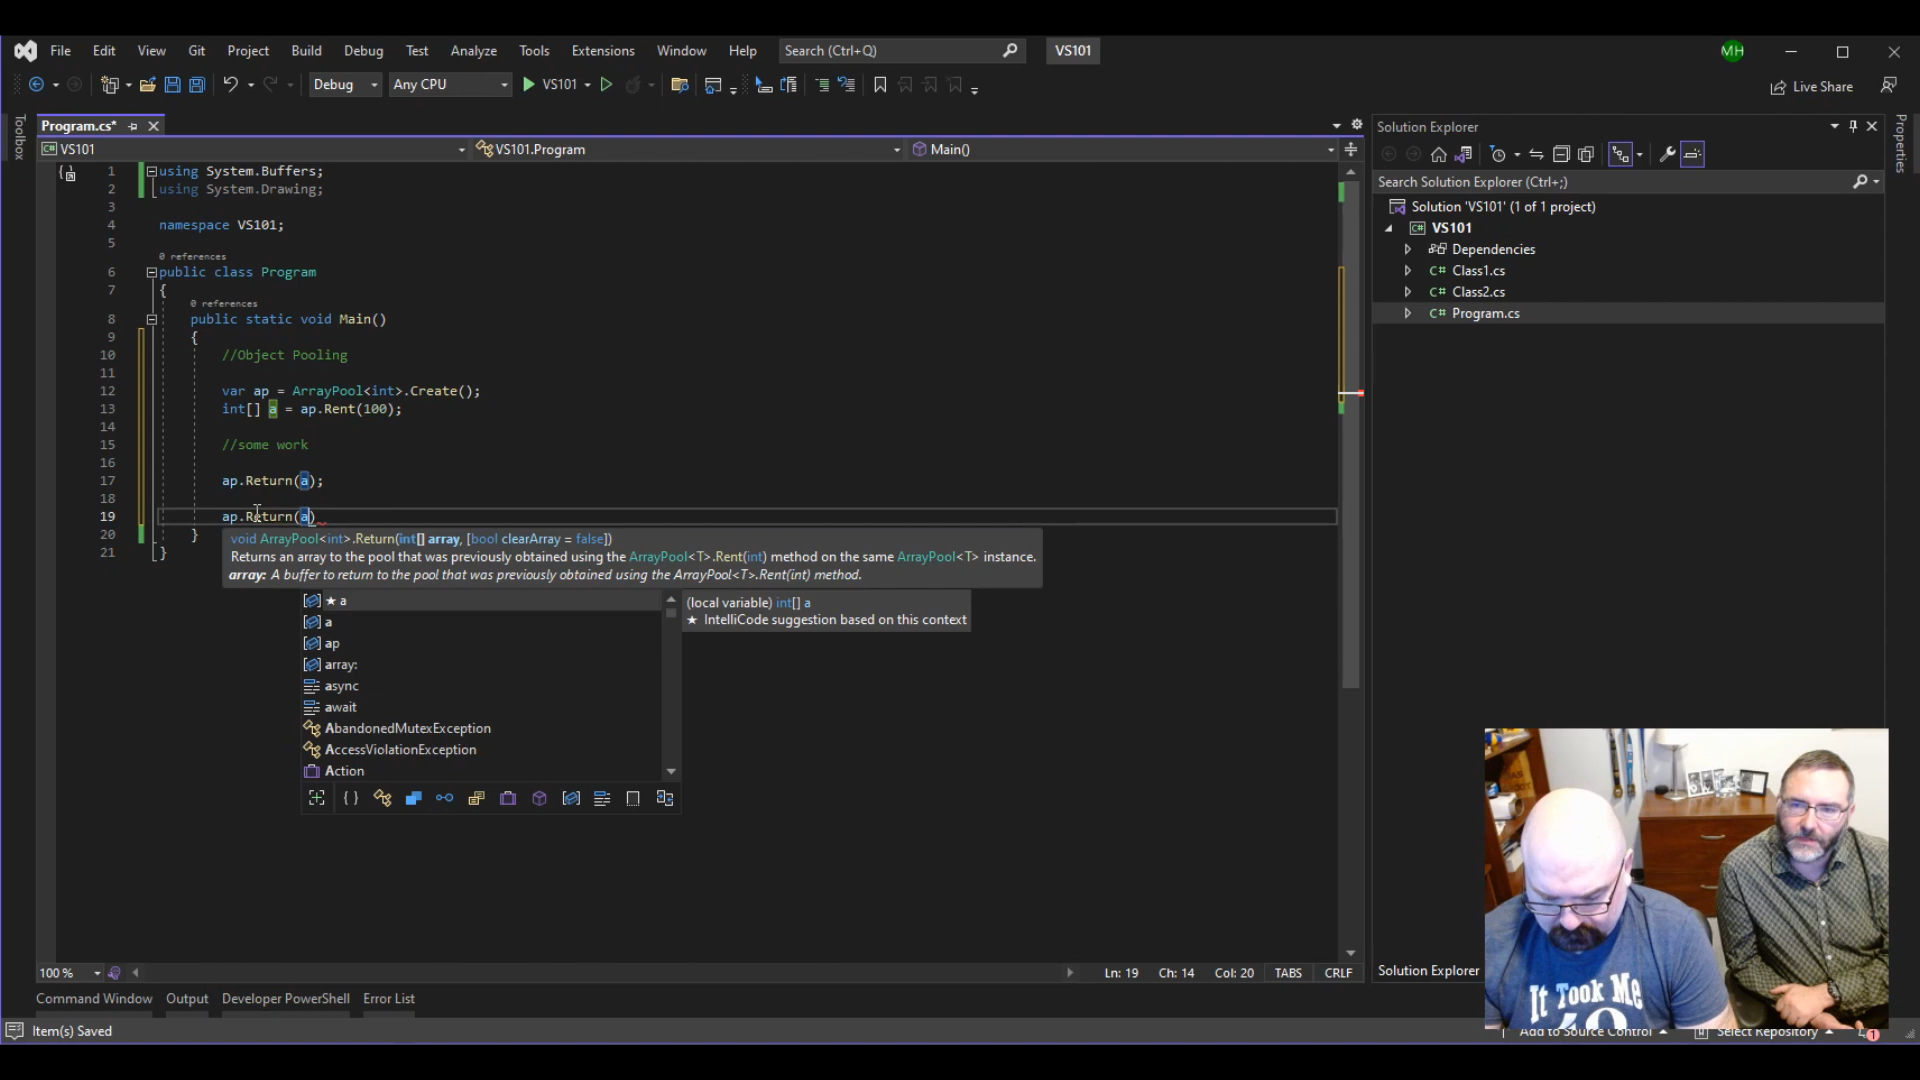 File Edit View Git Project Build Debug Test Analyze Tools Extensions Window Help Search (Ctrl+Q) VS101 MH
Debug Any CPU VS101 Live Share
Toolbox
Program.cs*
VS101 VS101.Program Main()
1 using System.Buffers;
2 using System.Drawing;
3
4 namespace VS101;
5
0 references
6 public class Program
7 {
0 references
8 public static void Main()
9 {
10 //Object Pooling
11
12 var ap = ArrayPool<int>.Create();
13 int[] a = ap.Rent(100);
14
15 //some work
16
17 ap.Return(a);
18
19 ap.Return(a)
20 }
21 }
void ArrayPool<int>.Return(int[] array, [bool clearArray = false])
Returns an array to the pool that was previously obtained using the ArrayPool<T>.Rent(int) method on the same ArrayPool<T> instance.
array: A buffer to return to the pool that was previously obtained using the ArrayPool<T>.Rent(int) method.
★ a
a
ap
array:
async
await
AbandonedMutexException
AccessViolationException
Action
(local variable) int[] a
★ IntelliCode suggestion based on this context
Solution Explorer
Search Solution Explorer (Ctrl+;)
Solution 'VS101' (1 of 1 project)
VS101
Dependencies
C# Class1.cs
C# Class2.cs
C# Program.cs
Properties
It Took Me
100 % Ln: 19 Ch: 14 Col: 20 TABS CRLF
Solution Explorer
Command Window Output Developer PowerShell Error List
Item(s) Saved Add to Source Control Select Repository 1